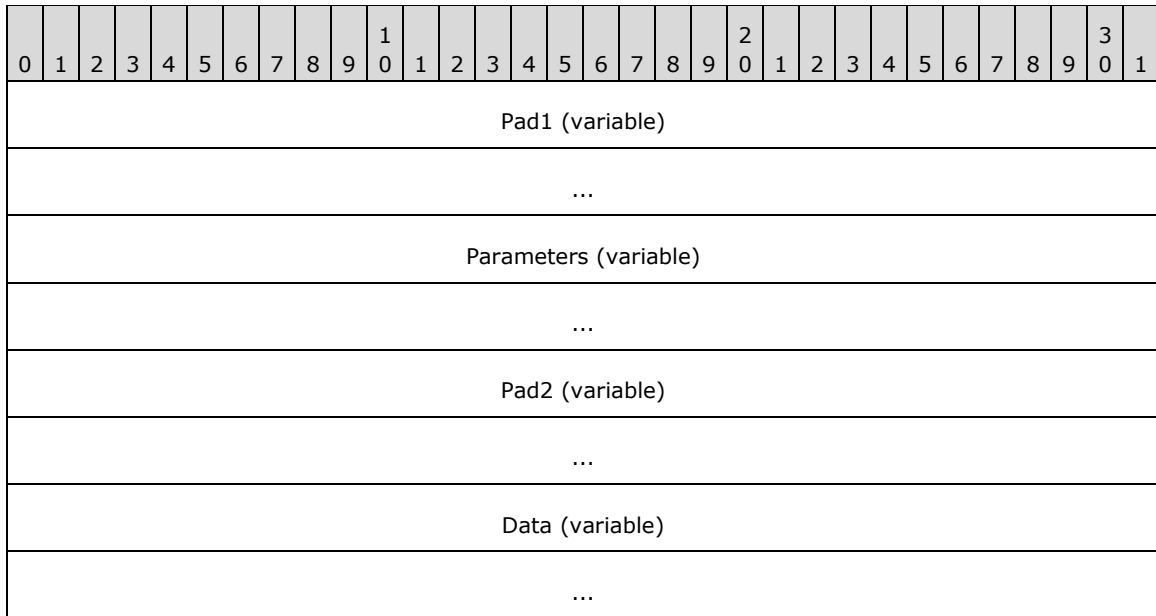 1 2 3
0 1 2 3 4 5 6 7 8 9 0 1 2 3 4 5 6 7 8 9 0 1 2 3 4 5 6 7 8 9 0 1
Pad1 (variable)
...
Parameters (variable)
...
Pad2 (variable)
...
Data (variable)
...